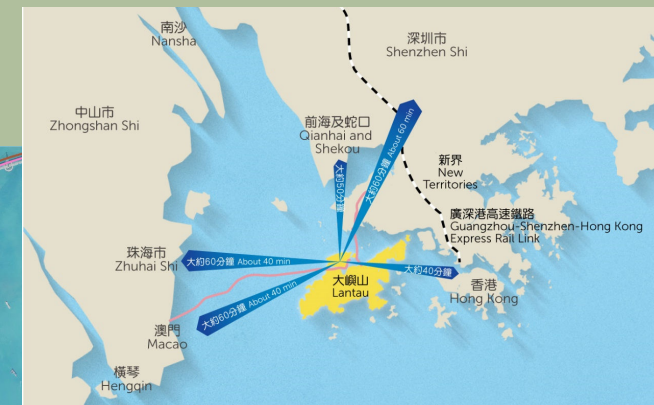 南沙
Nansha
深圳市
Shenzhen Shi
中山市
Zhongshan Shi
前海及蛇口
Qianhai and
Shekou
大約50分鐘
大約60分鐘 About 60 min
新界
New
Territories
廣深港高速鐵路
Guangzhou-Shenzhen-Hong Kong
Express Rail Link
珠海市
Zhuhai Shi
大約60分鐘 About 40 min
大約40分鐘
大嶼山
Lantau
香港
Hong Kong
大約60分鐘 About 40 min
澳門
Macao
橫琴
Hengqin